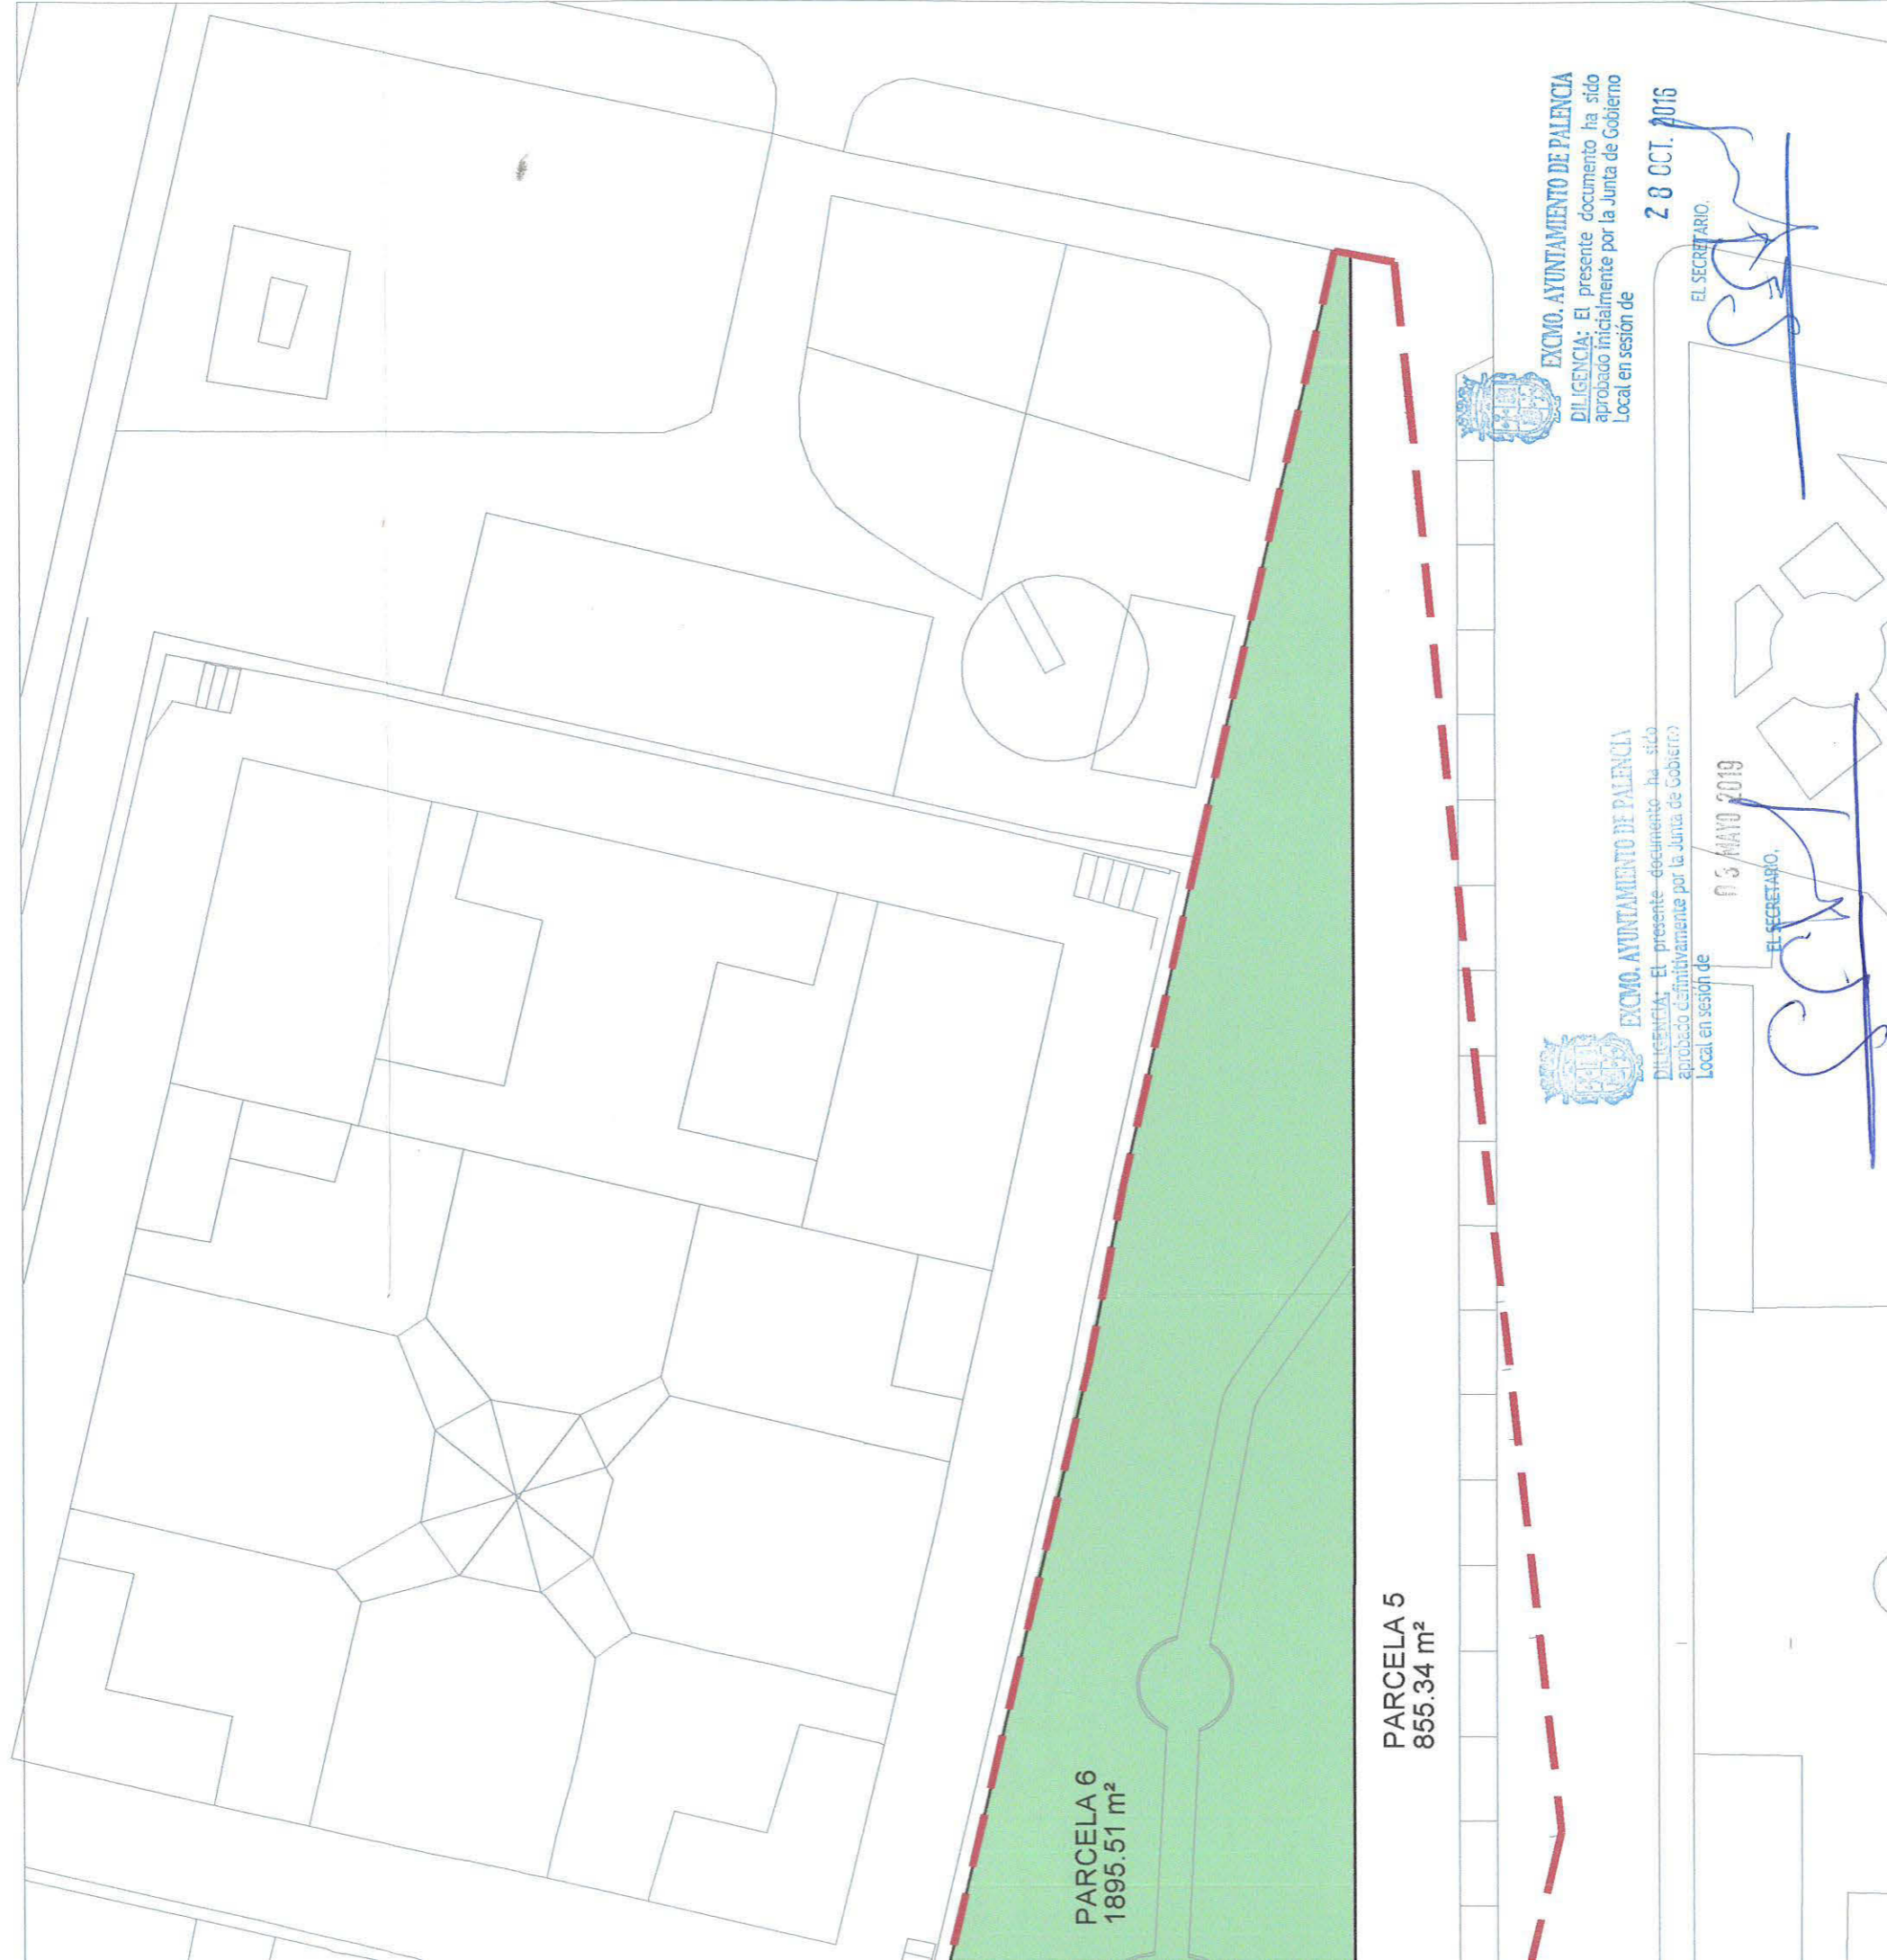 EXCMO. AYUNTAMIENTO DE PALENCIA
DILIGENCIA: El presente documento ha sido
aprobado inicialmente por la Junta de Gobierno
Local en sesión de
28 OCT. 2016
EL SECRETARIO,
EXCMO. AYUNTAMIENTO DE PALENCIA
DILIGENCIA: El presente documento ha sido
aprobado definitivamente por la Junta de Gobierno
Local en sesión de
03 MAYO 2019
EL SECRETARIO,
PARCELA 6
1895.51 m²
PARCELA 5
855.34 m²